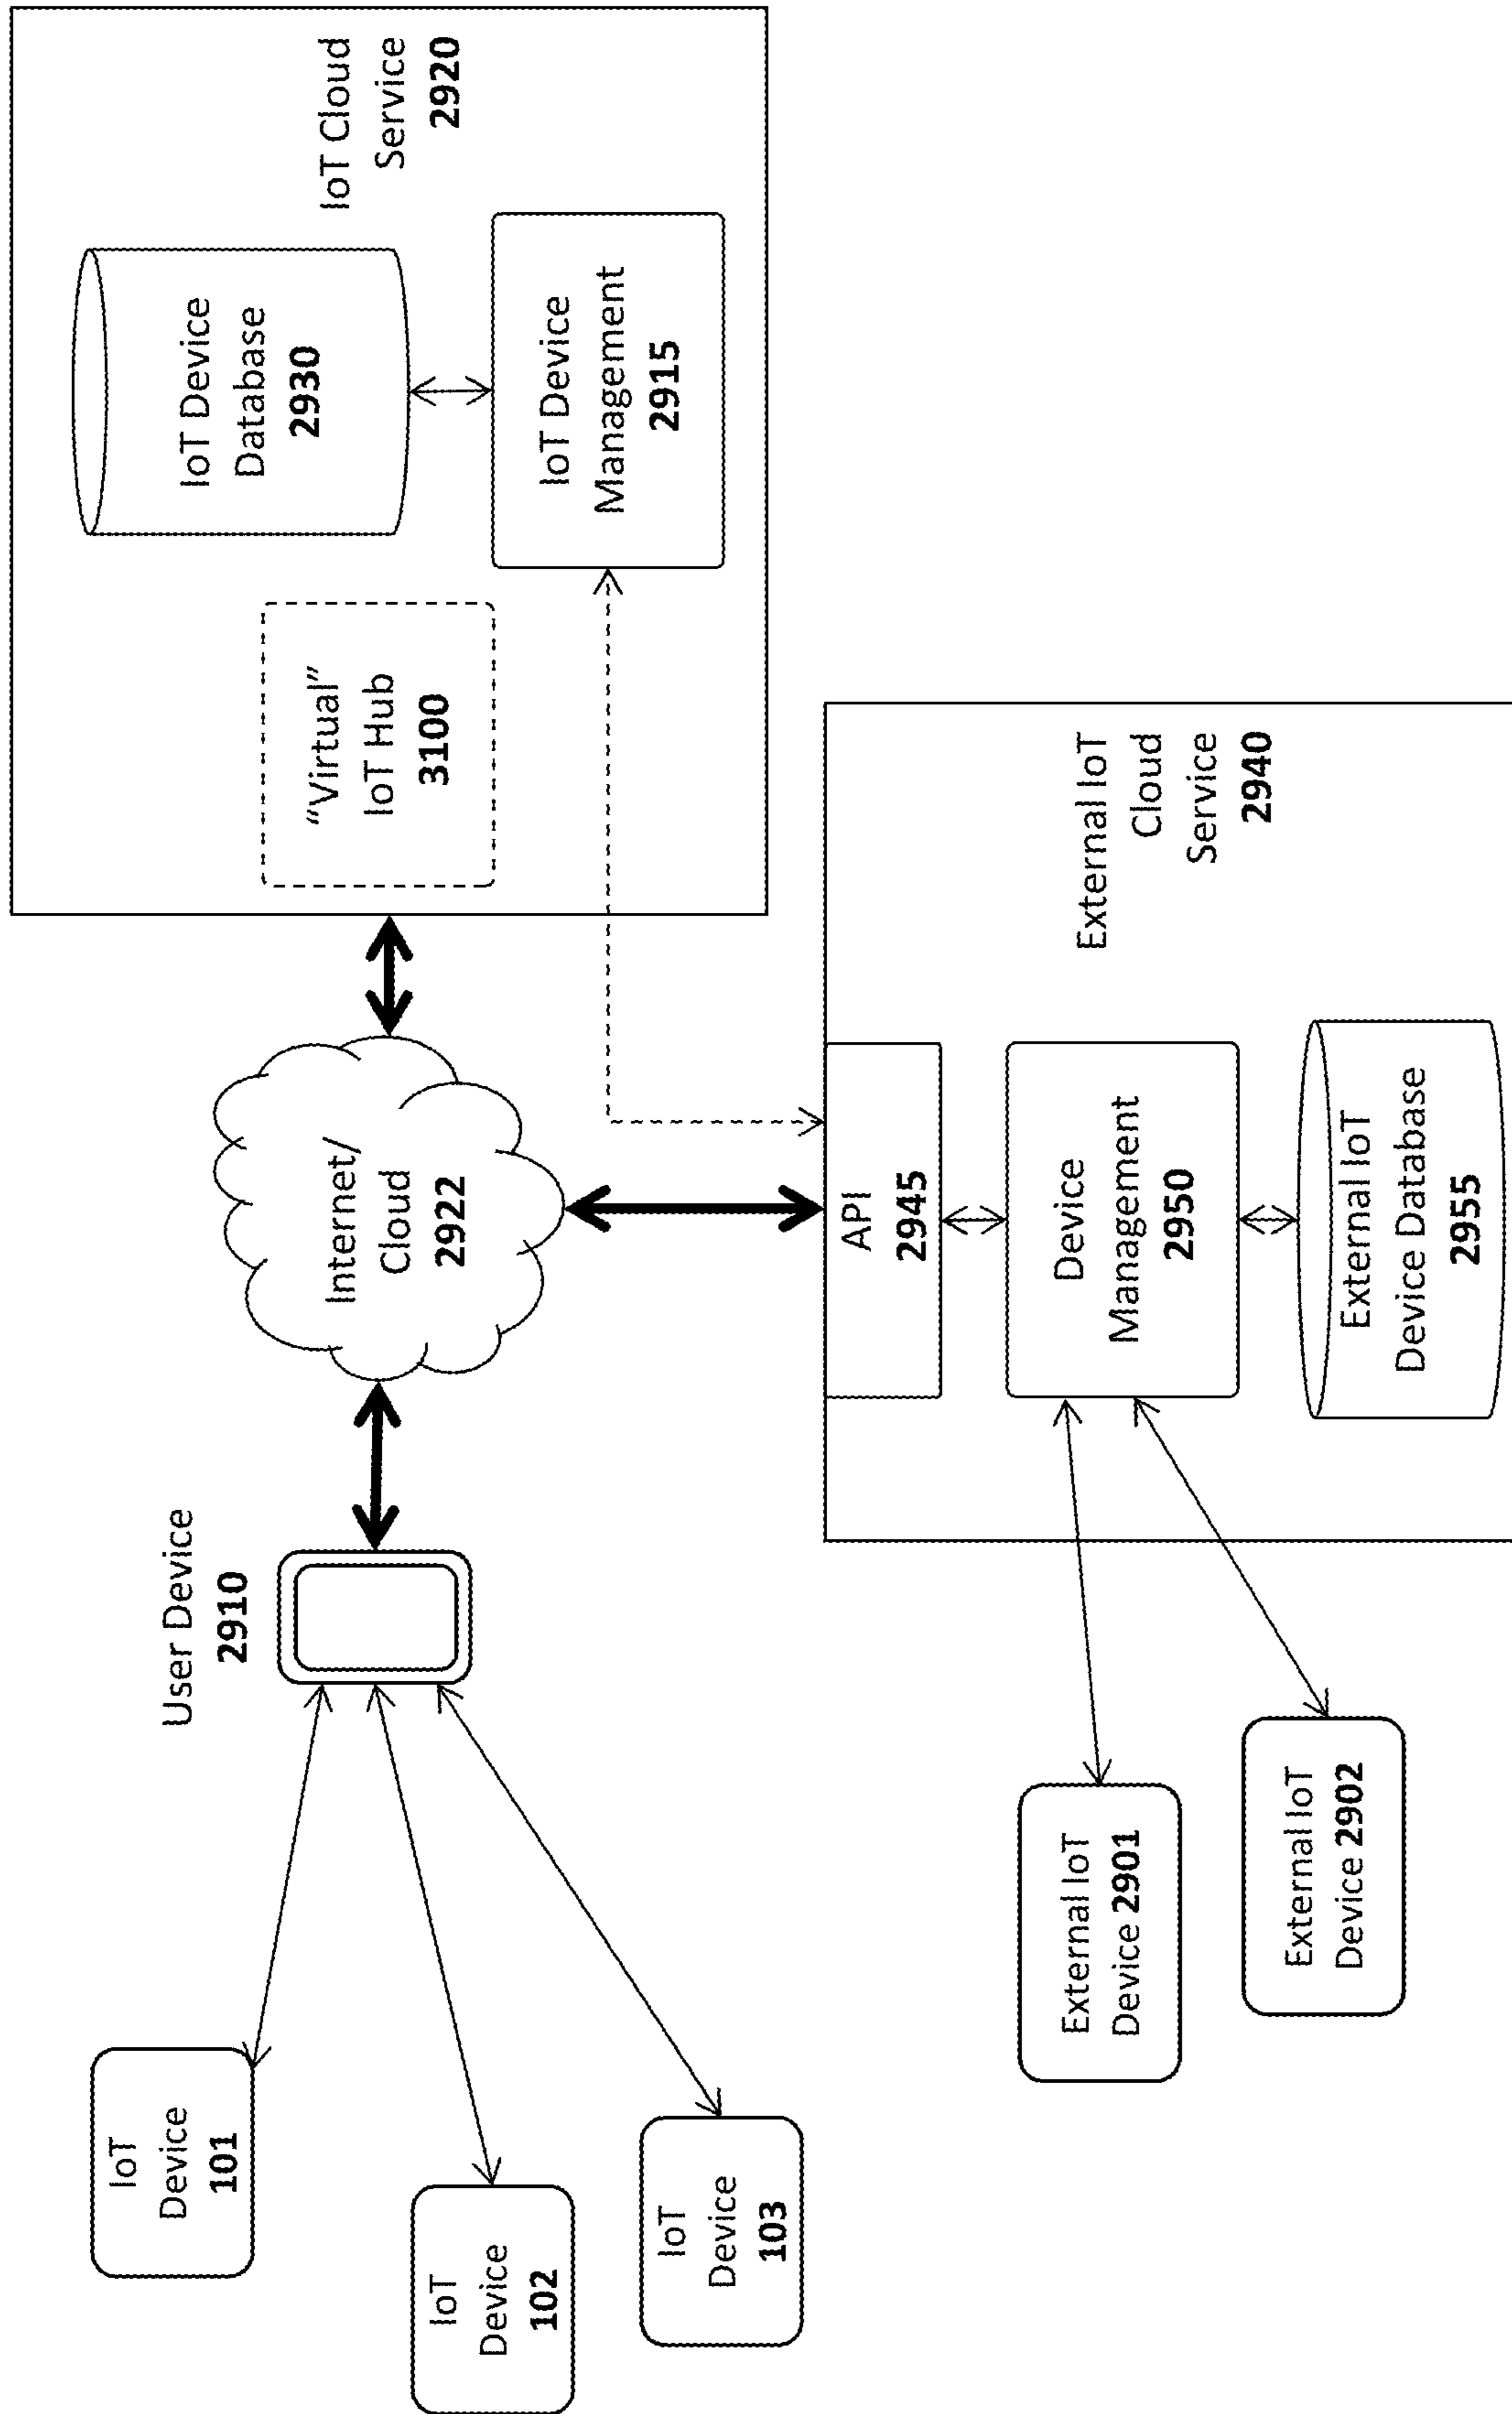 IoT
Device
101
IoT
Device
102
IoT
Device
103
User Device
2910
Internet/
Cloud
2922
"Virtual"
IoT Hub
3100
IoT Device
Database
2930
IoT Device
Management
2915
IoT Cloud
Service
2920
External IoT
Device 2901
External IoT
Device 2902
API
2945
Device
Management
2950
External IoT
Device Database
2955
External IoT
Cloud
Service
2940